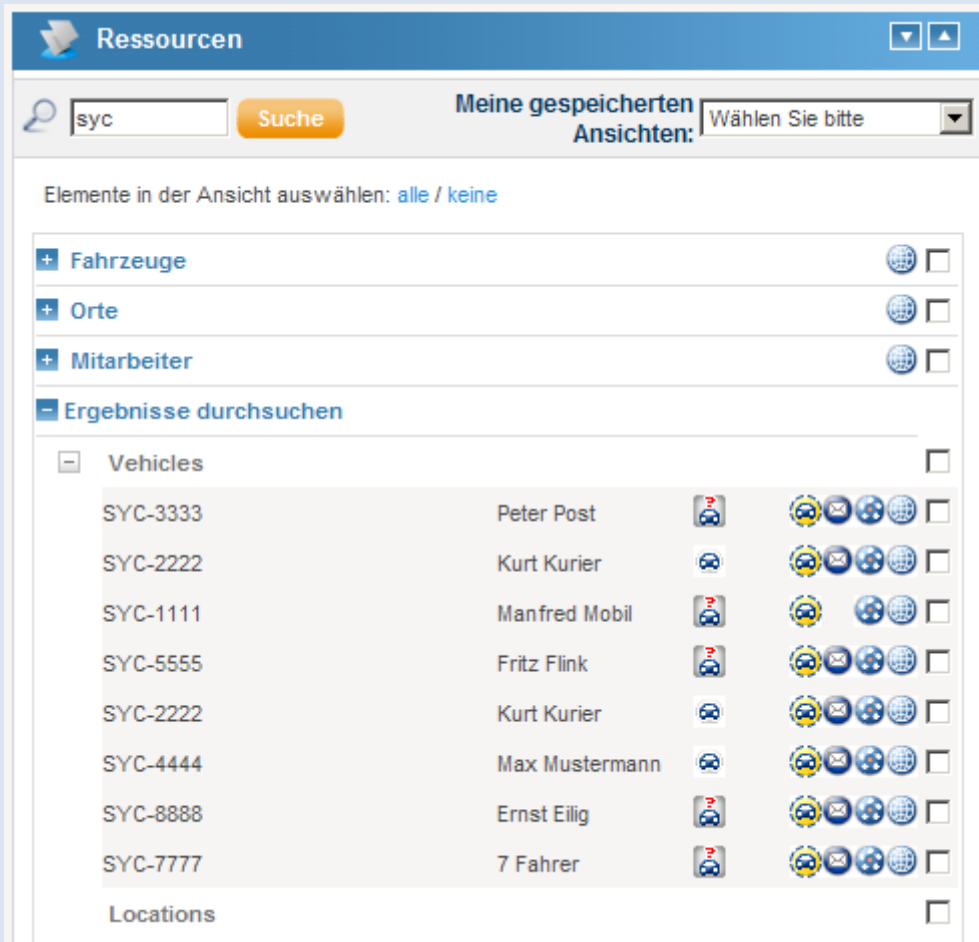 Ressourcen
syc Suche Meine gespeicherten Ansichten: Wählen Sie bitte
Elemente in der Ansicht auswählen: alle / keine
Fahrzeuge
Orte
Mitarbeiter
Ergebnisse durchsuchen
Vehicles
SYC-3333 Peter Post
SYC-2222 Kurt Kurier
SYC-1111 Manfred Mobil
SYC-5555 Fritz Flink
SYC-2222 Kurt Kurier
SYC-4444 Max Mustermann
SYC-8888 Ernst Eilig
SYC-7777 7 Fahrer
Locations